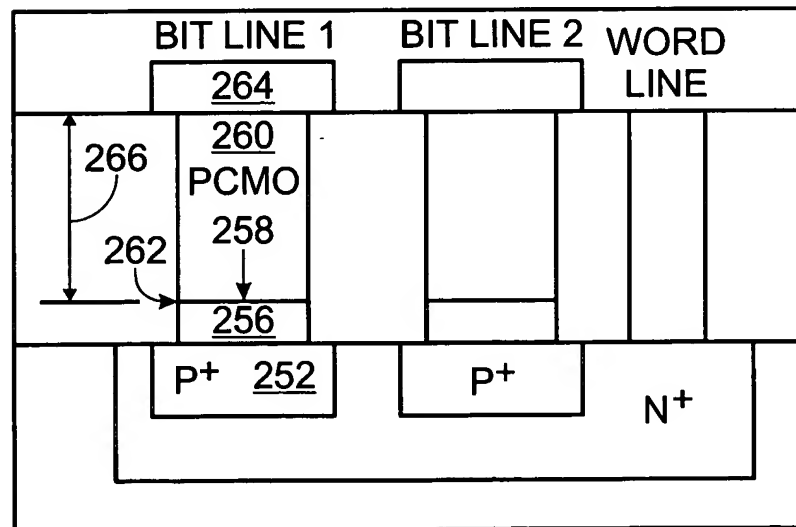 BIT LINE 1 BIT LINE 2 WORD LINE
264
260
PCMO
266
258
262
256
P+ 252 P+
N+